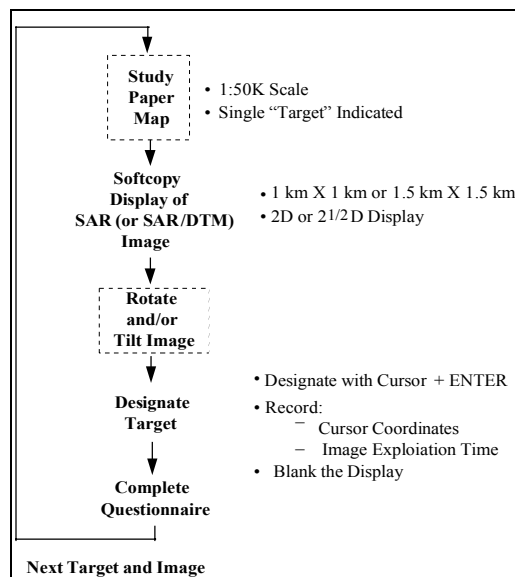 Study
Paper
Map
• 1:50K Scale
• Single “Target” Indicated
Softcopy
Display of
SAR (or SAR/DTM)
Image
• 1 km X 1 km or 1.5 km X 1.5 km
• 2D or 2 1/2 D Display
Rotate
and/or
Tilt Image
Designate
Target
• Designate with Cursor + ENTER
• Record:
– Cursor Coordinates
– Image Exploiation Time
• Blank the Display
Complete
Questionnaire
Next Target and Image